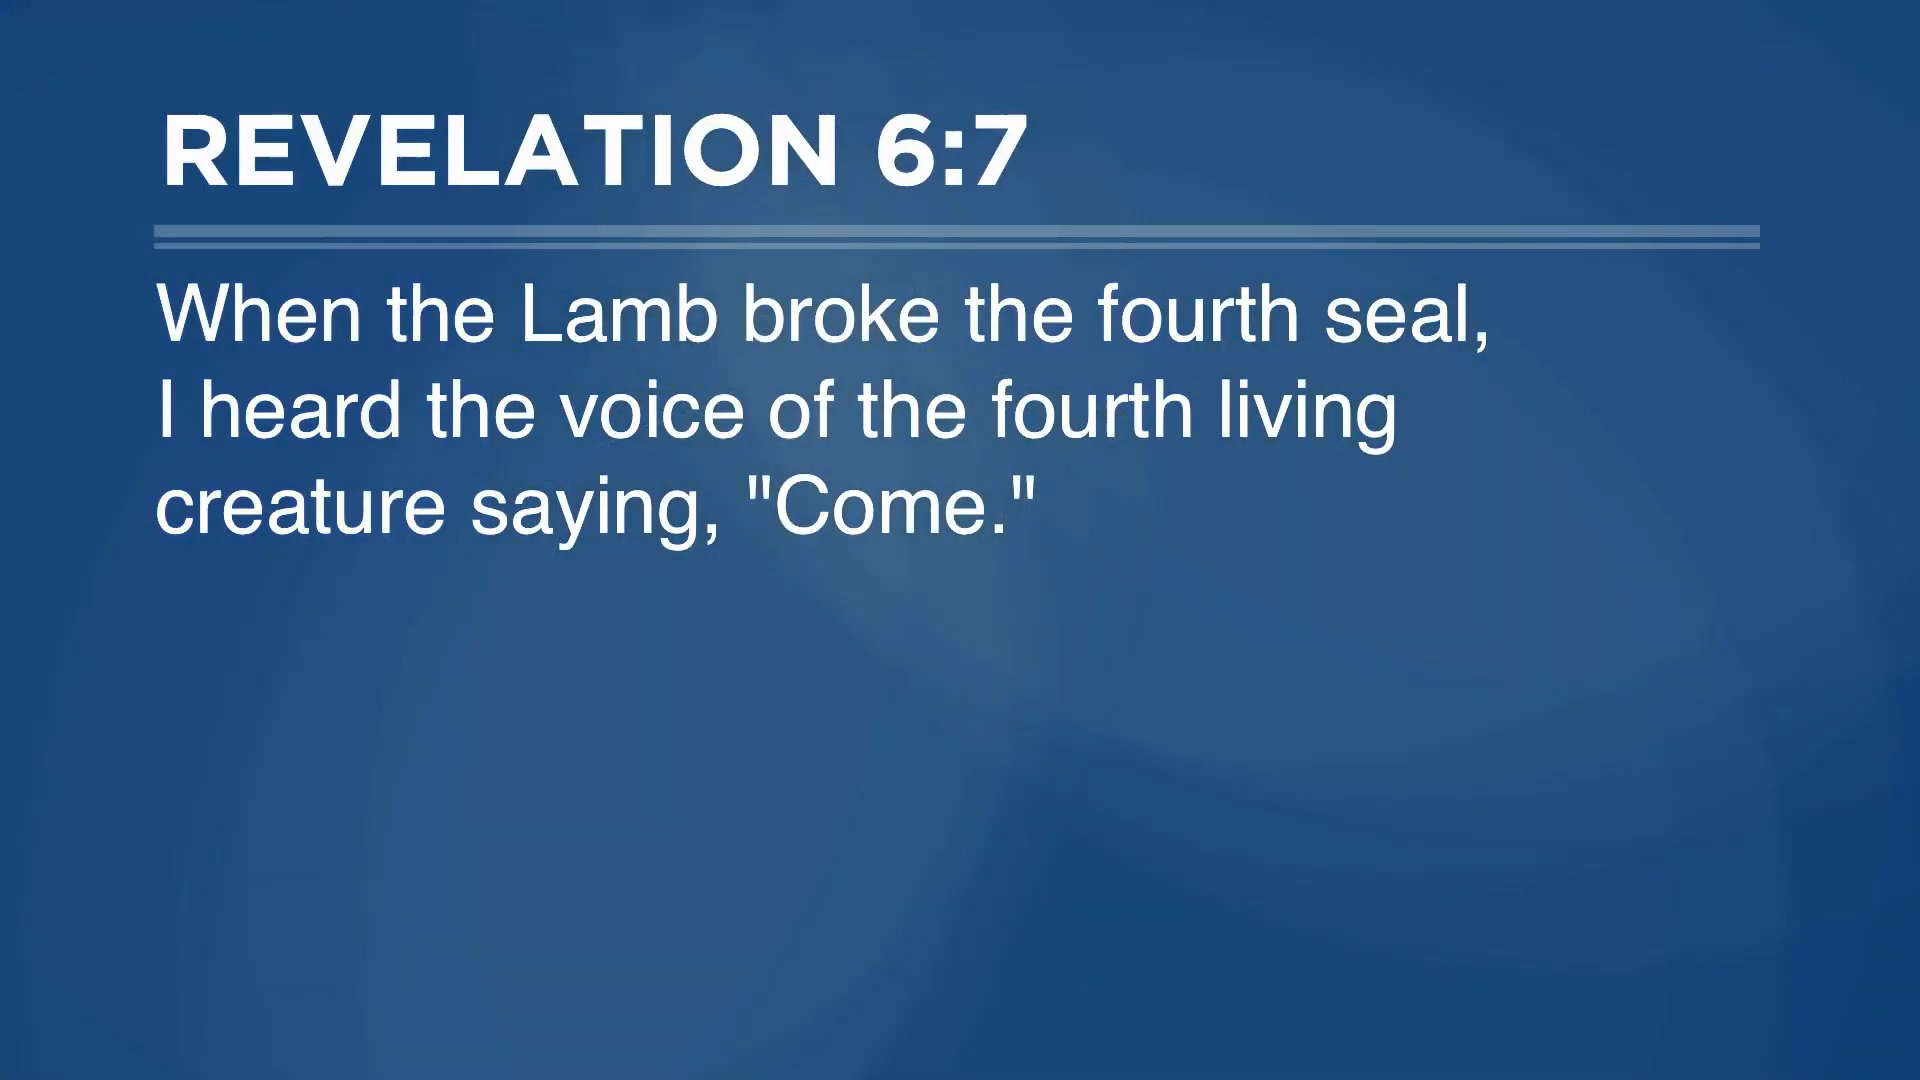 REVELATION 6:7
When the Lamb broke the fourth seal,
I heard the voice of the fourth living
creature saying, "Come."